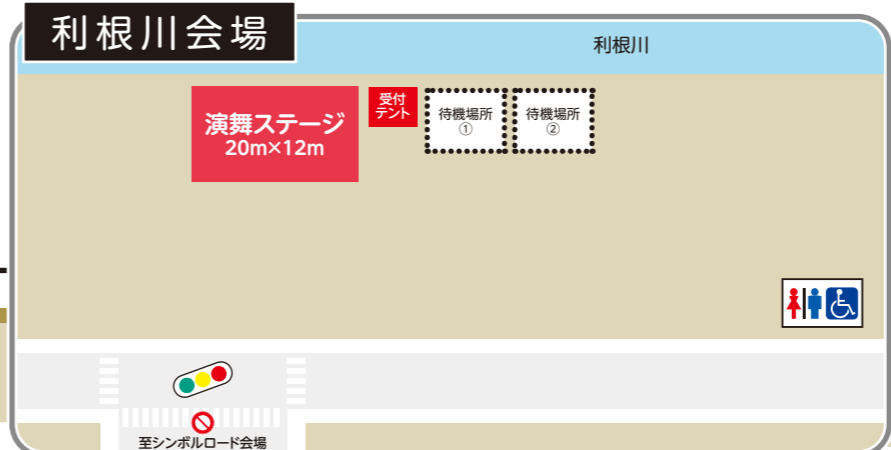 利根川会場
利根川
演舞ステージ
20m×12m
受付
テント
待機場所
①
待機場所
②
至シンボルロード会場